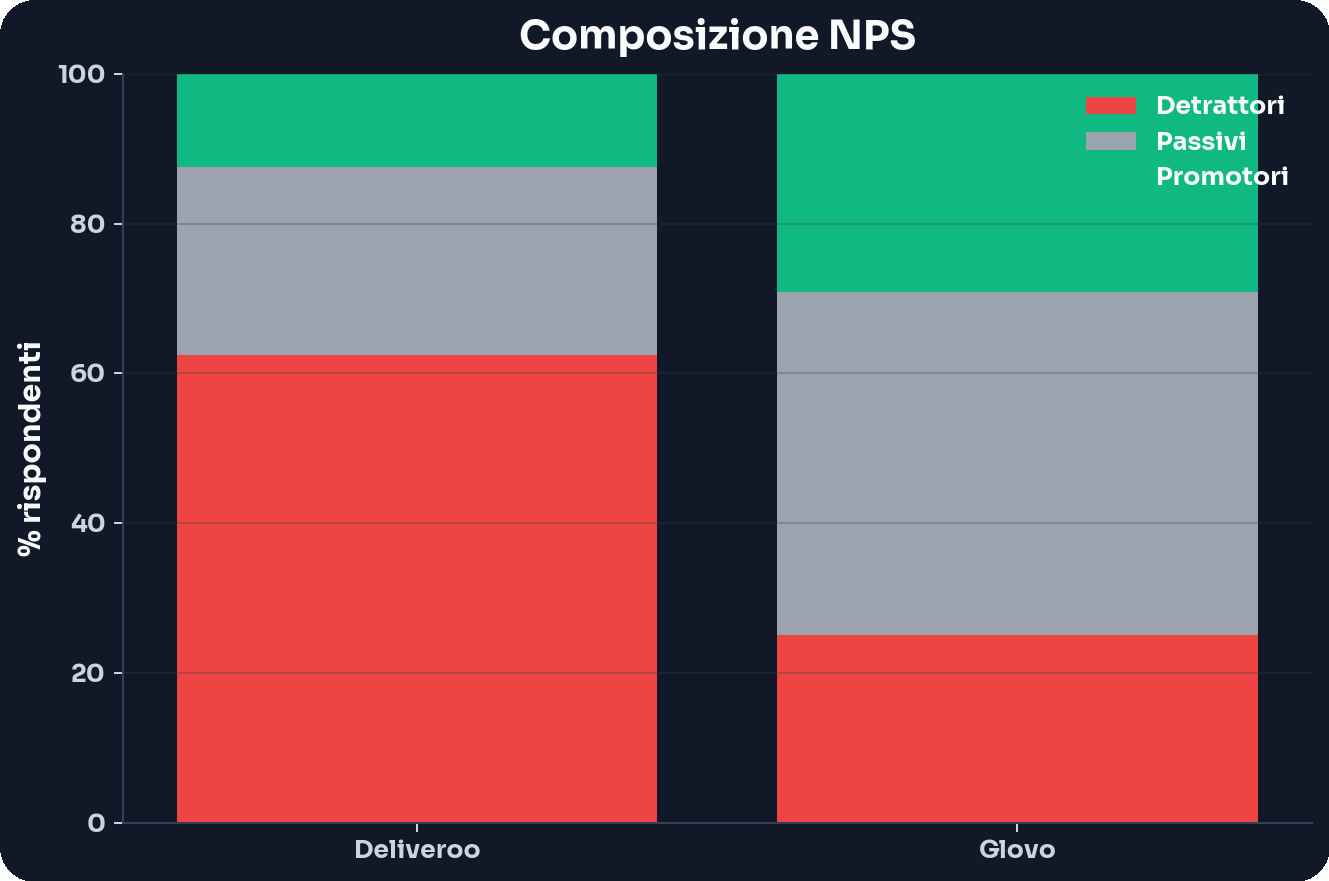 Composizione NPS
100
80
60
40
20
0
% rispondenti
Detrattori
Passivi
Promotori
Deliveroo
Glovo